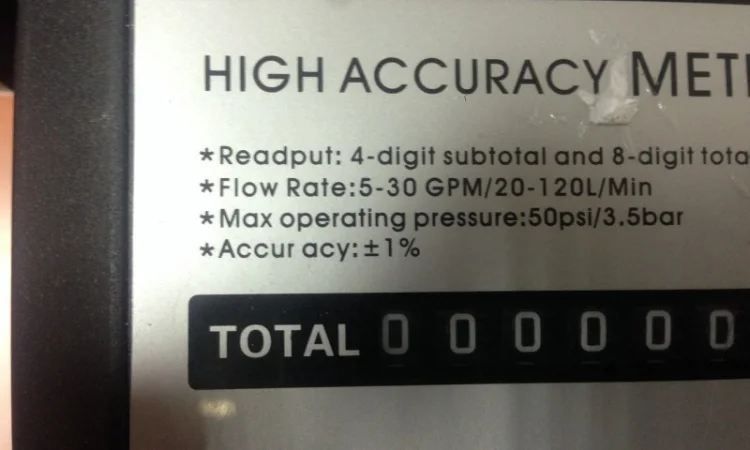 HIGH ACCURACY MET
*Readput: 4-digit subtotal and 8-digit tota
*Flow Rate:5-30 GPM/20-120L/Min
*Max operating pressure:50psi/3.5bar
*Accur acy:±1%
TOTAL 0 0 0 0 0 0